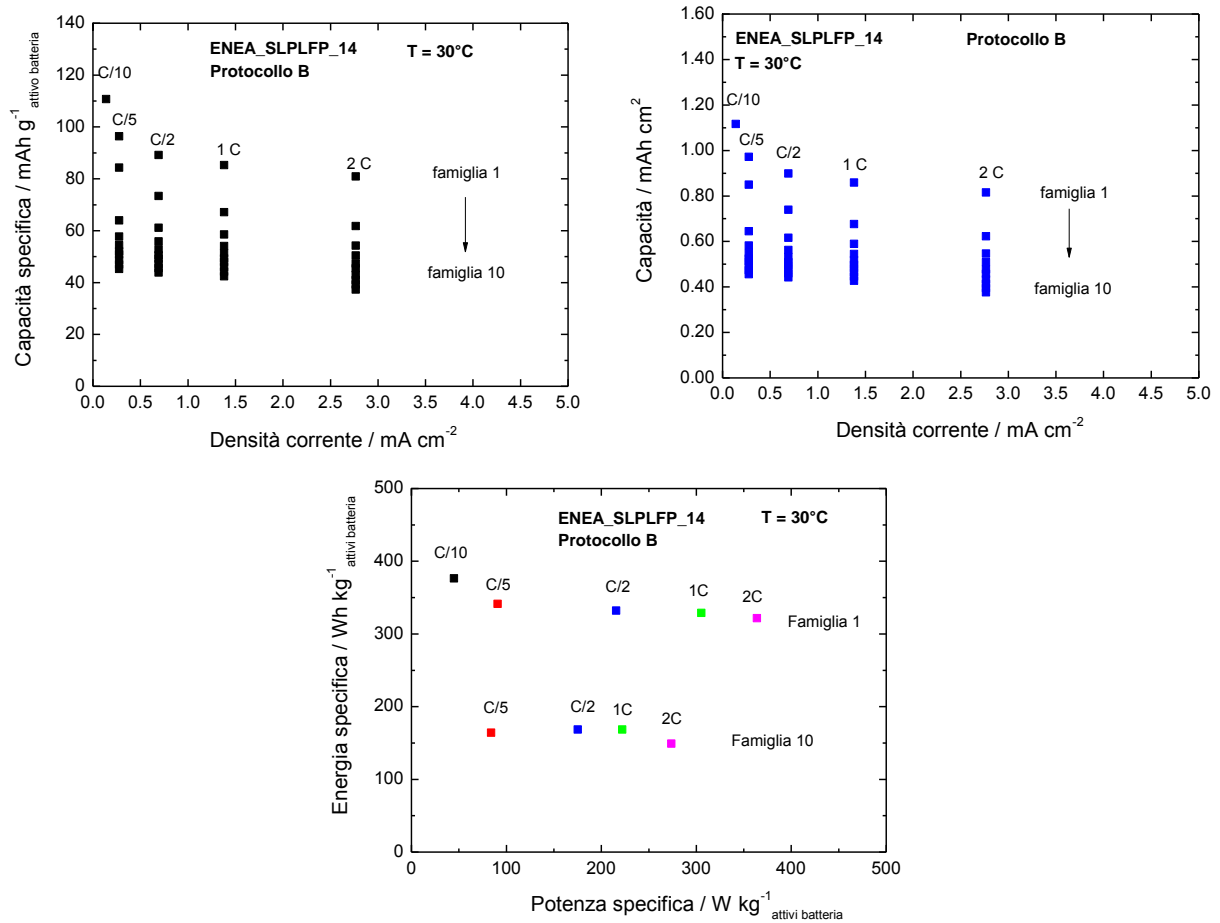 140
120
100
80
60
40
20
0
Capacità specifica / mAh g-1 attivo batteria
ENEA_SLPLFP_14 T = 30°C
Protocollo B
C/10
C/5
C/2
1 C
2 C
famiglia 1
famiglia 10
0.0 0.5 1.0 1.5 2.0 2.5 3.0 3.5 4.0 4.5 5.0
Densità corrente / mA cm-2
1.60
1.40
1.20
1.00
0.80
0.60
0.40
0.20
0.00
Capacità / mAh cm2
ENEA_SLPLFP_14 Protocollo B
T = 30°C
C/10
C/5
C/2
1 C
2 C
famiglia 1
famiglia 10
0.0 0.5 1.0 1.5 2.0 2.5 3.0 3.5 4.0 4.5 5.0
Densità corrente / mA cm-2
500
400
300
200
100
0
Energia specifica / Wh kg-1 attivi batteria
ENEA_SLPLFP_14 T = 30°C
Protocollo B
C/10
C/5
C/2
1C
2C
Famiglia 1
C/5
C/2
1C
2C
Famiglia 10
0 100 200 300 400 500
Potenza specifica / W kg-1 attivi batteria